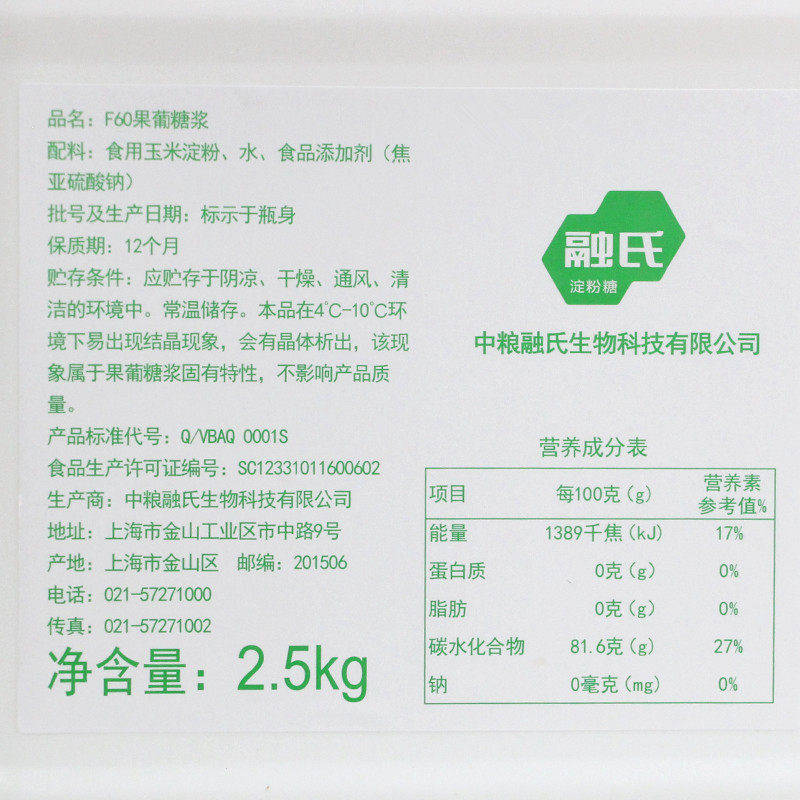 品名：F60果葡糖浆
配料：食用玉米淀粉、水、食品添加剂（焦
亚硫酸钠）
批号及生产日期：标示于瓶身
保质期：12个月
贮存条件：应贮存于阴凉、干燥、通风、清
洁的环境中。常温储存。本品在4℃-10℃环
境下易出现结晶现象，会有晶体析出，该现
象属于果葡糖浆固有特性，不影响产品质
量。
产品标准代号：Q/VBAQ 0001S
食品生产许可证编号：SC12331011600602
生产商：中粮融氏生物科技有限公司
地址：上海市金山工业区市中路9号
产地：上海市金山区 邮编：201506
电话：021-57271000
传真：021-57271002
净含量：2.5kg
融氏
淀粉糖
中粮融氏生物科技有限公司
营养成分表
项目 每100克（g） 营养素参考值%
能量 1389千焦（kJ） 17%
蛋白质 0克（g） 0%
脂肪 0克（g） 0%
碳水化合物 81.6克（g） 27%
钠 0毫克（mg） 0%